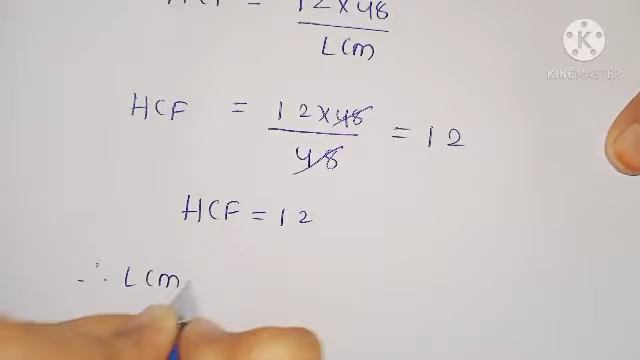 HCF = 12 × 48
LCM
KINEMASTER
HCF = 12 × 48 = 12
48
HCF = 12
∴ LCM